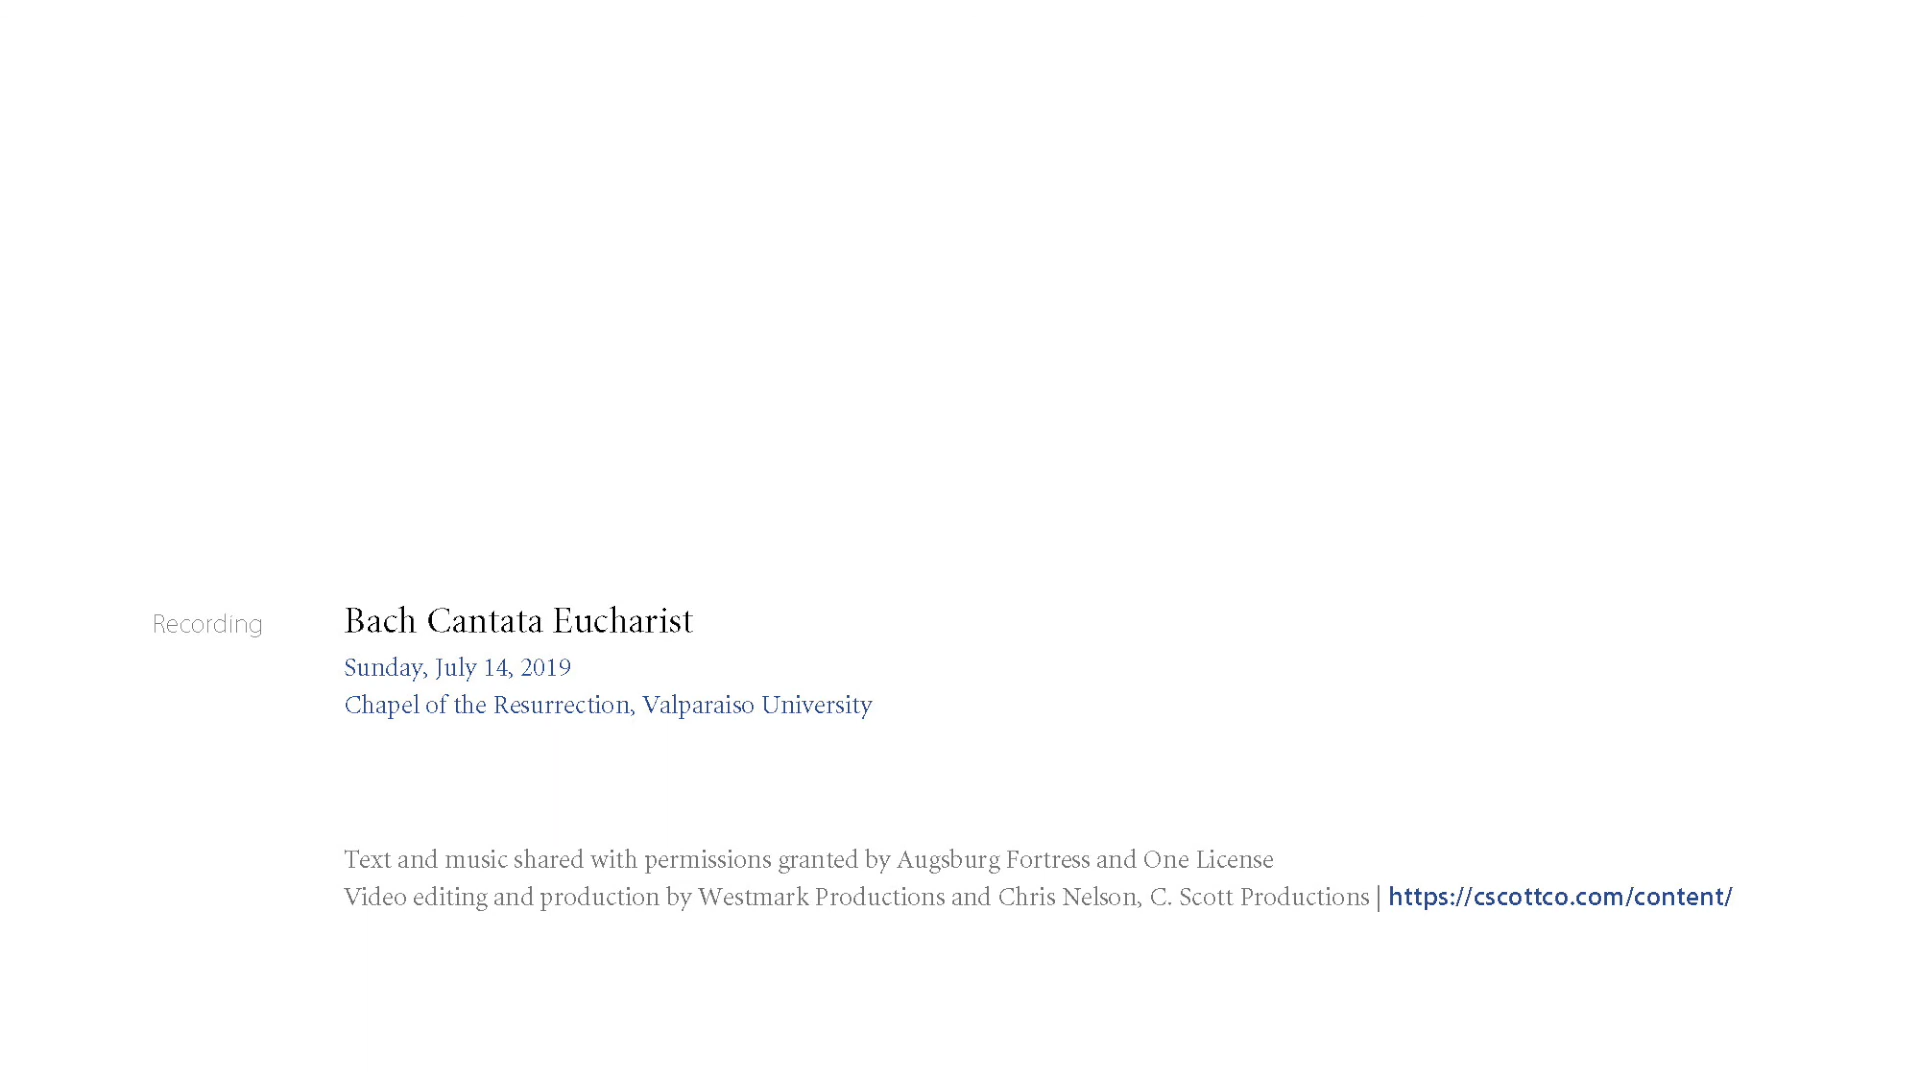 Recording
Bach Cantata Eucharist
Sunday, July 14, 2019
Chapel of the Resurrection, Valparaiso University
Text and music shared with permissions granted by Augsburg Fortress and One License
Video editing and production by Westmark Productions and Chris Nelson, C. Scott Productions | https://cscottco.com/content/